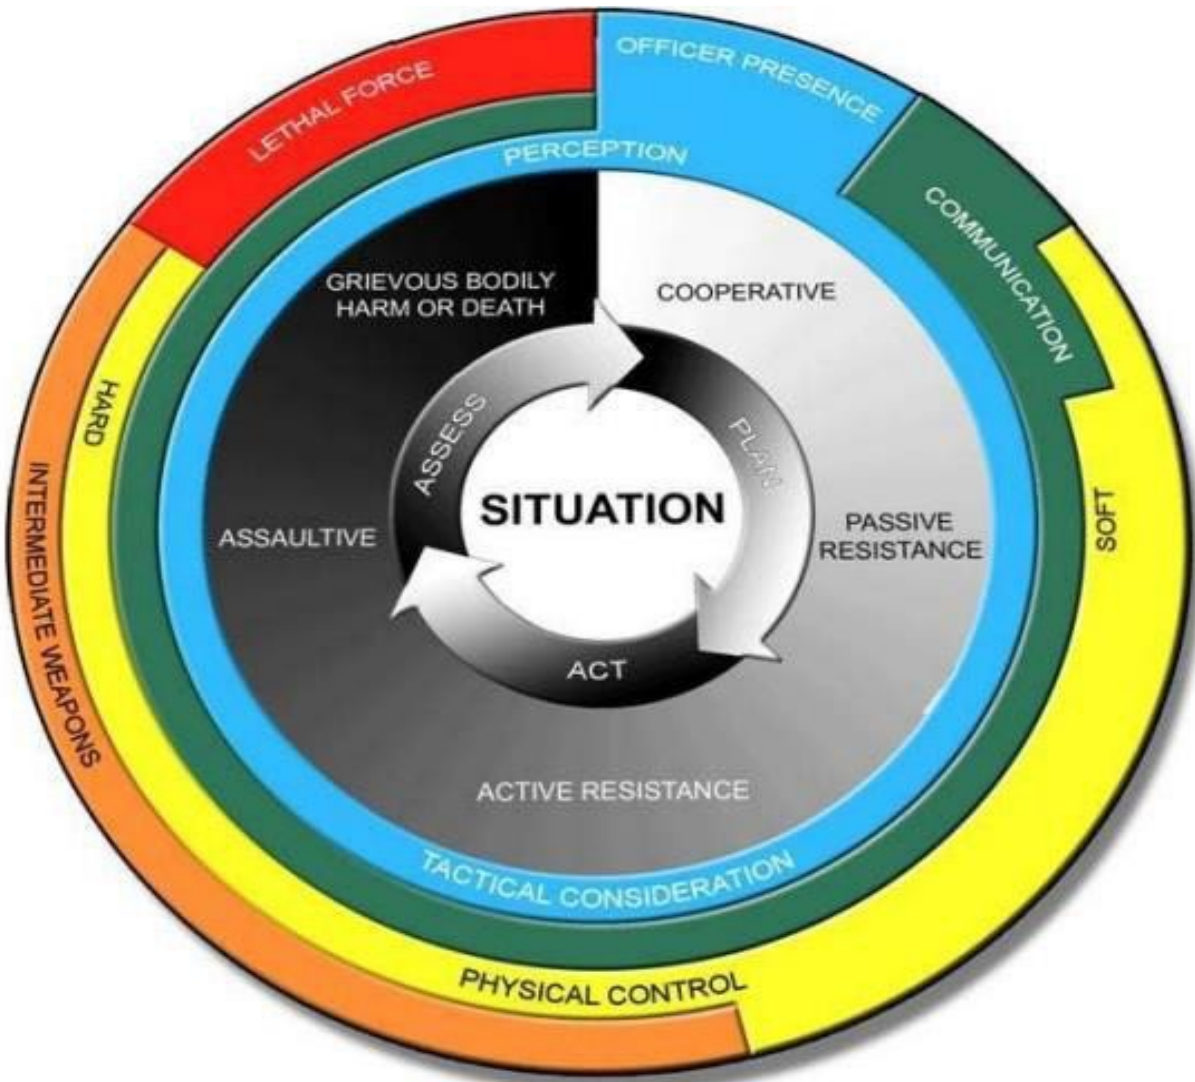 OFFICER PRESENCE
LETHAL FORCE
PERCEPTION
COMMUNICATION
GRIEVOUS BODILY
HARM OR DEATH
COOPERATIVE
ASSESS
PLAN
HARD
SITUATION
SOFT
ASSAULTIVE
PASSIVE
RESISTANCE
INTERMEDIATE WEAPONS
ACT
ACTIVE RESISTANCE
TACTICAL CONSIDERATION
PHYSICAL CONTROL